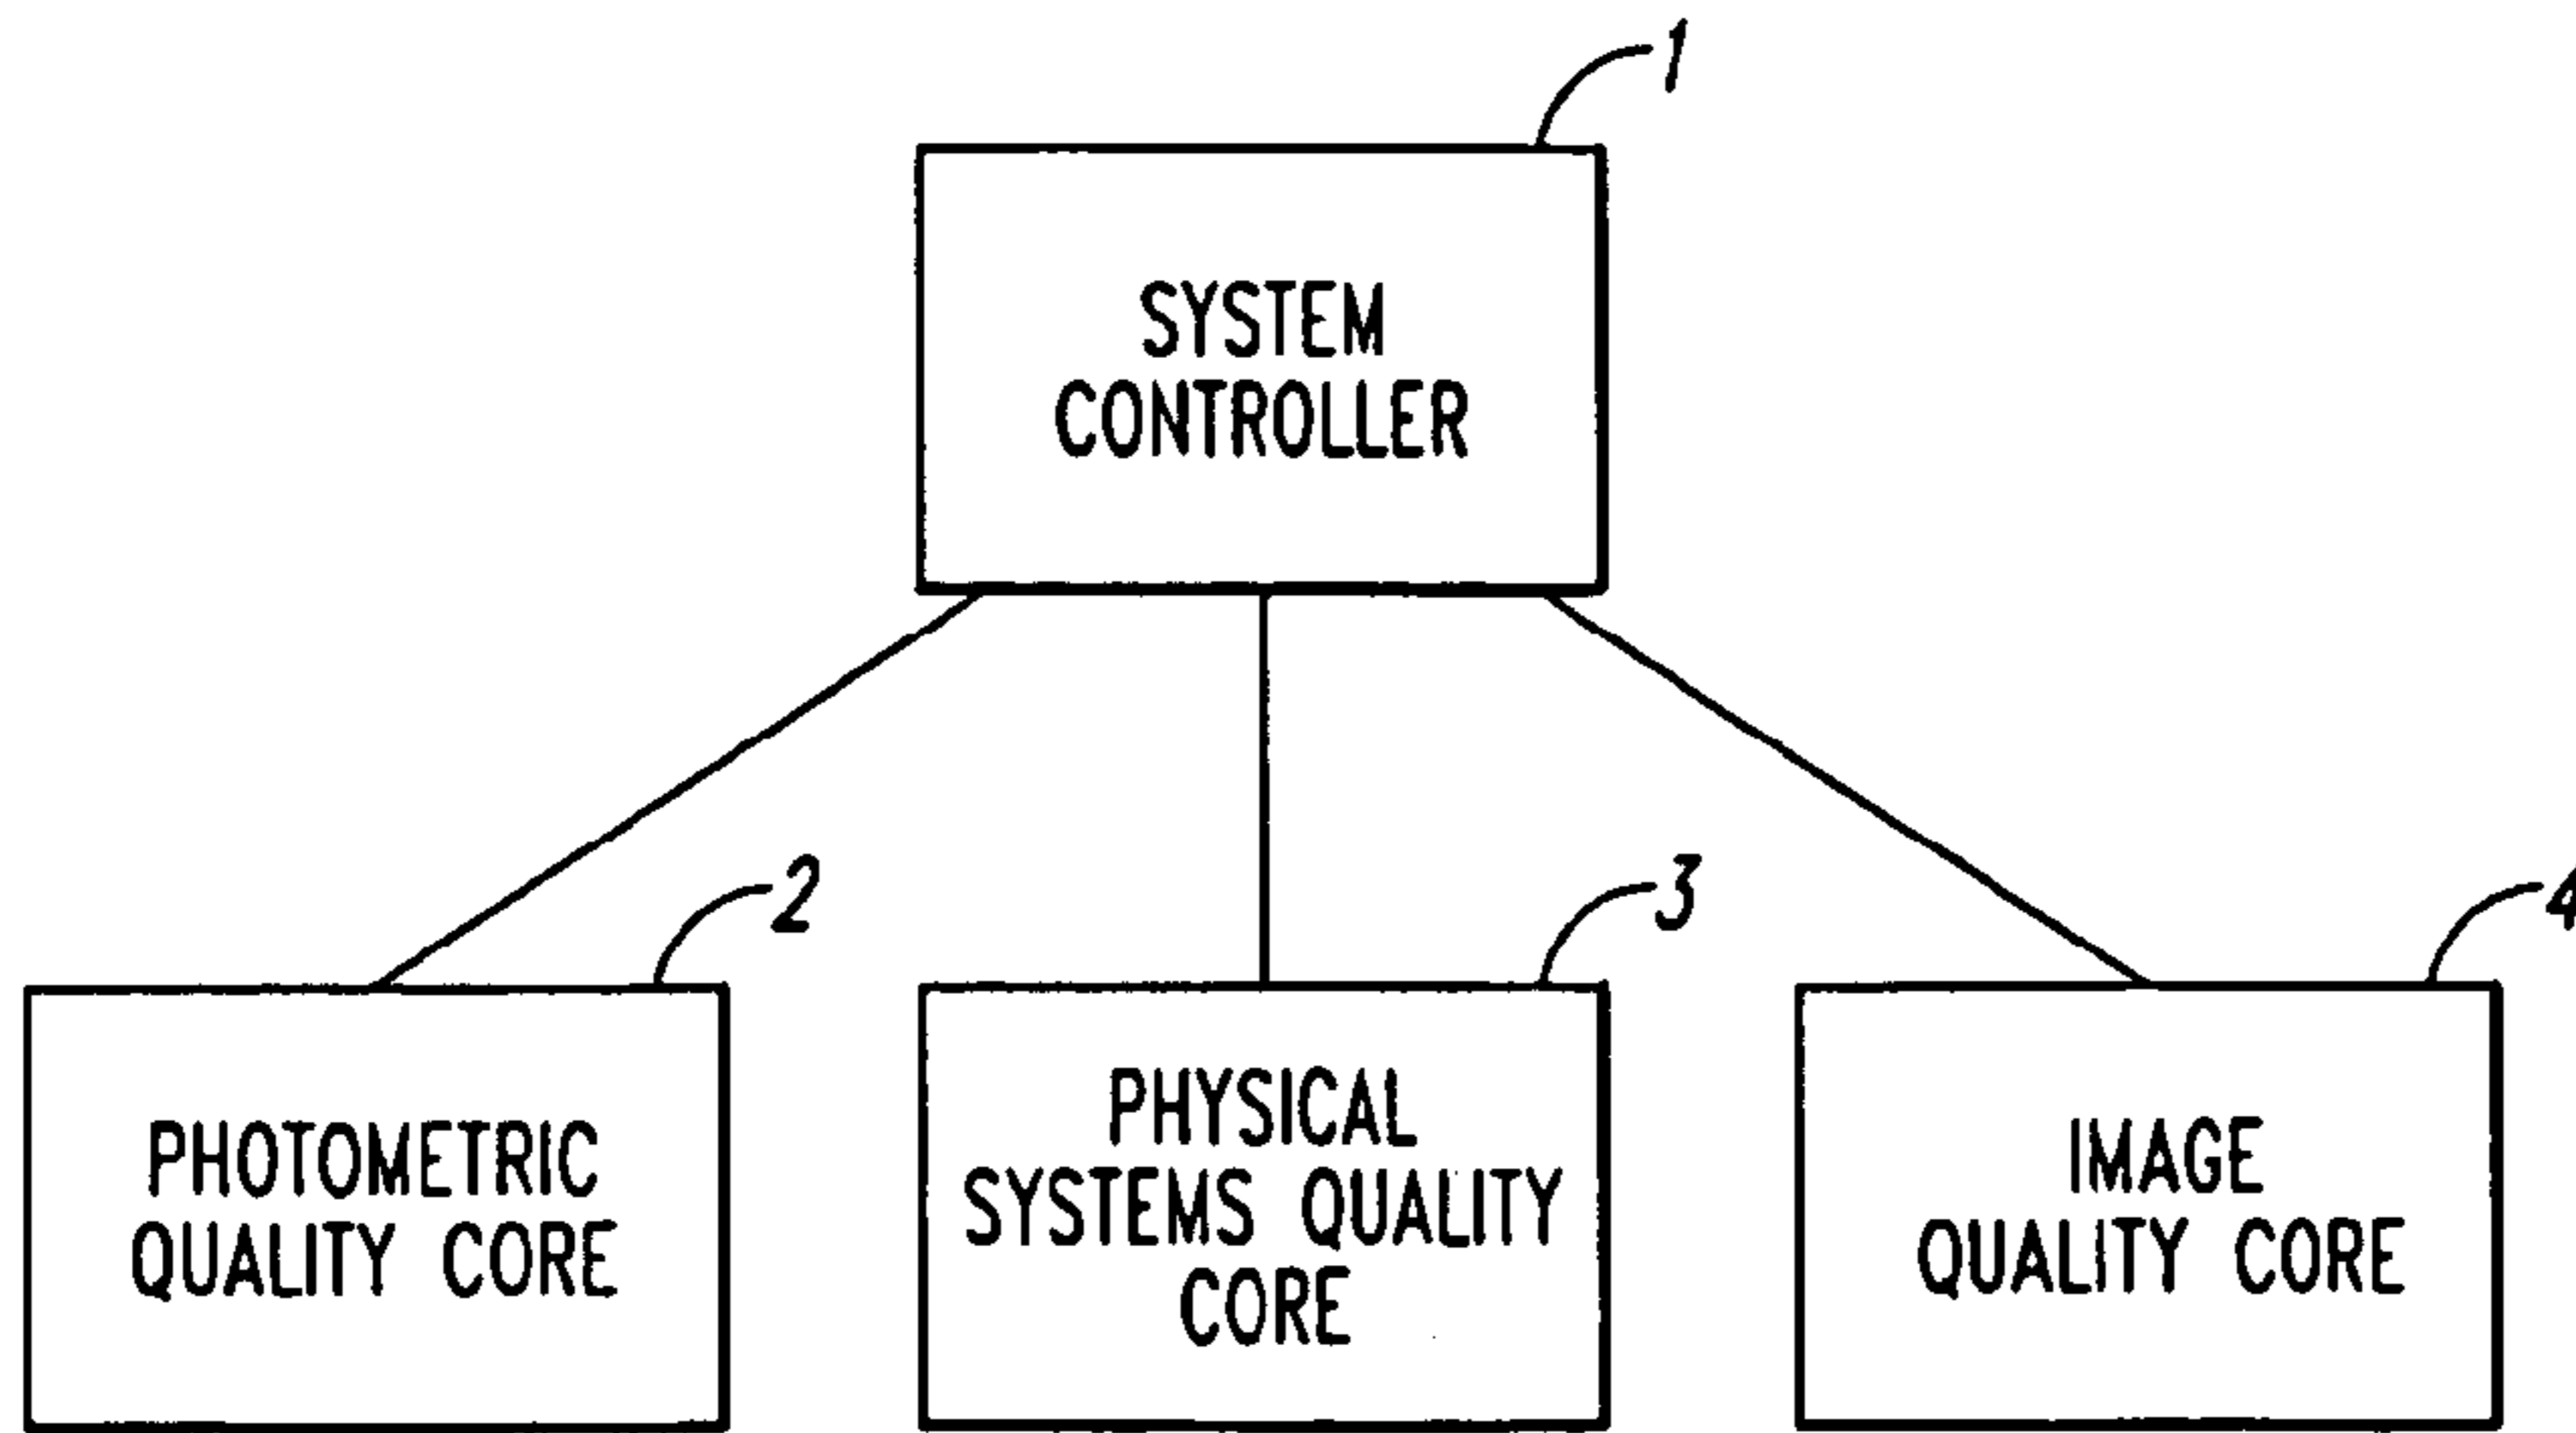 1
SYSTEM
CONTROLLER
2
3
4
PHOTOMETRIC
QUALITY CORE
PHYSICAL
SYSTEMS QUALITY
CORE
IMAGE
QUALITY CORE